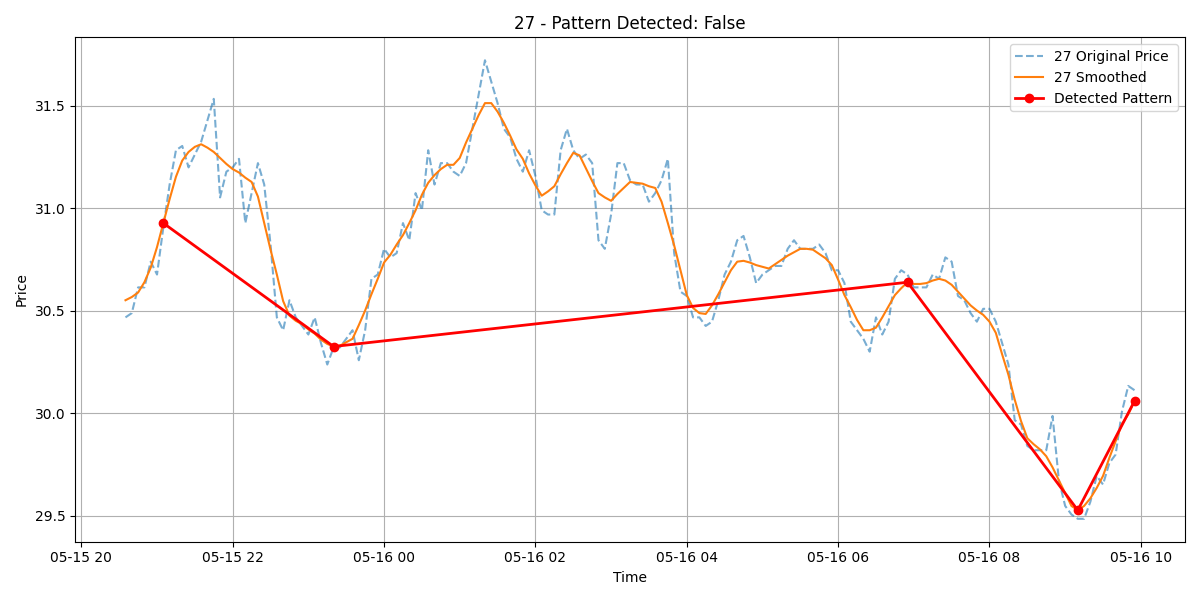 27 - Pattern Detected: False
27 Original Price
27 Smoothed
Detected Pattern
Price
31.5
31.0
30.5
30.0
29.5
05-15 20
05-15 22
05-16 00
05-16 02
05-16 04
05-16 06
05-16 08
05-16 10
Time